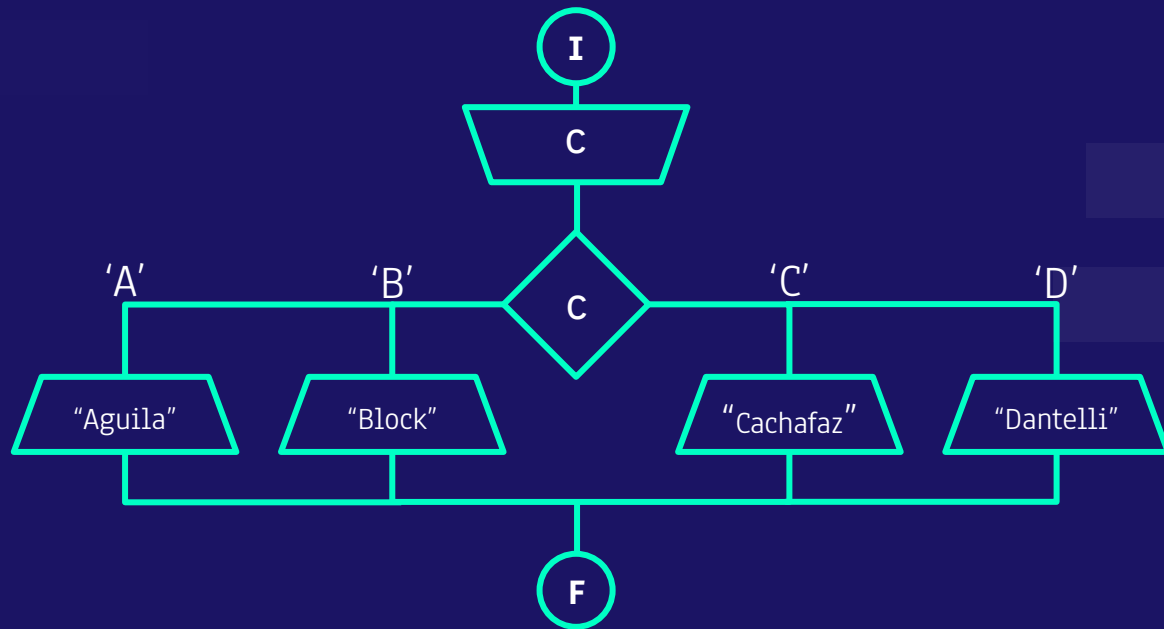 I
C
‘A’ ‘B’ ‘C’ ‘D’
C
“Aguila” “Block” “Cachafaz” “Dantelli”
F